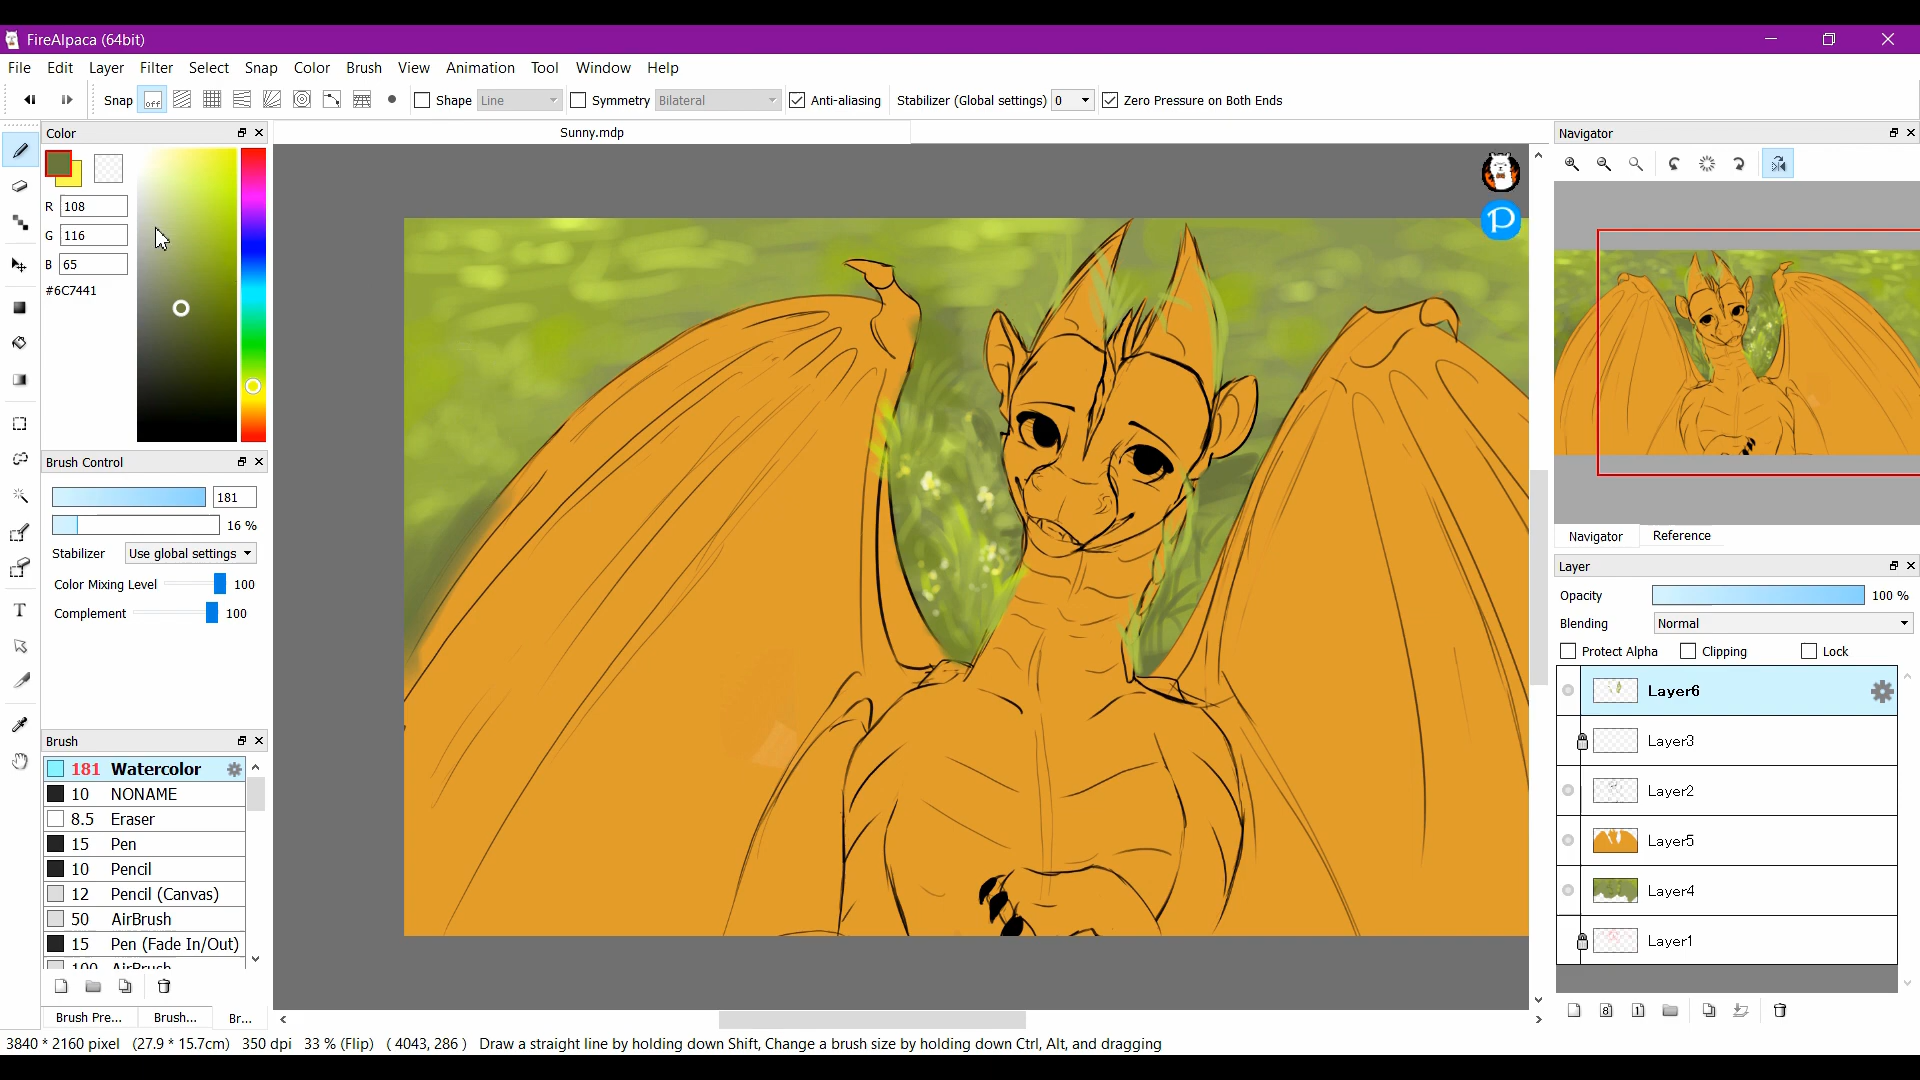 FireAlpaca (64bit)
File Edit Layer Filter Select Snap Color Brush View Animation Tool Window Help
Snap off Shape Line Symmetry Bilateral Anti-aliasing Stabilizer (Global settings) 0 Zero Pressure on Both Ends
Color
Sunny.mdp
Navigator
R 108
G 116
B 65
#6C7441
Brush Control
181
16 %
Stabilizer Use global settings
Color Mixing Level 100
Complement 100
Brush
181 Watercolor
10 NONAME
8.5 Eraser
15 Pen
10 Pencil
12 Pencil (Canvas)
50 AirBrush
15 Pen (Fade In/Out)
100 AirBrush
Brush Pre... Brush... Br...
Navigator Reference
Layer
Opacity 100 %
Blending Normal
Protect Alpha Clipping Lock
Layer6
Layer3
Layer2
Layer5
Layer4
Layer1
8 1
T
P
3840 * 2160 pixel (27.9 * 15.7cm) 350 dpi 33 % (Flip) ( 4043, 286 ) Draw a straight line by holding down Shift, Change a brush size by holding down Ctrl, Alt, and dragging